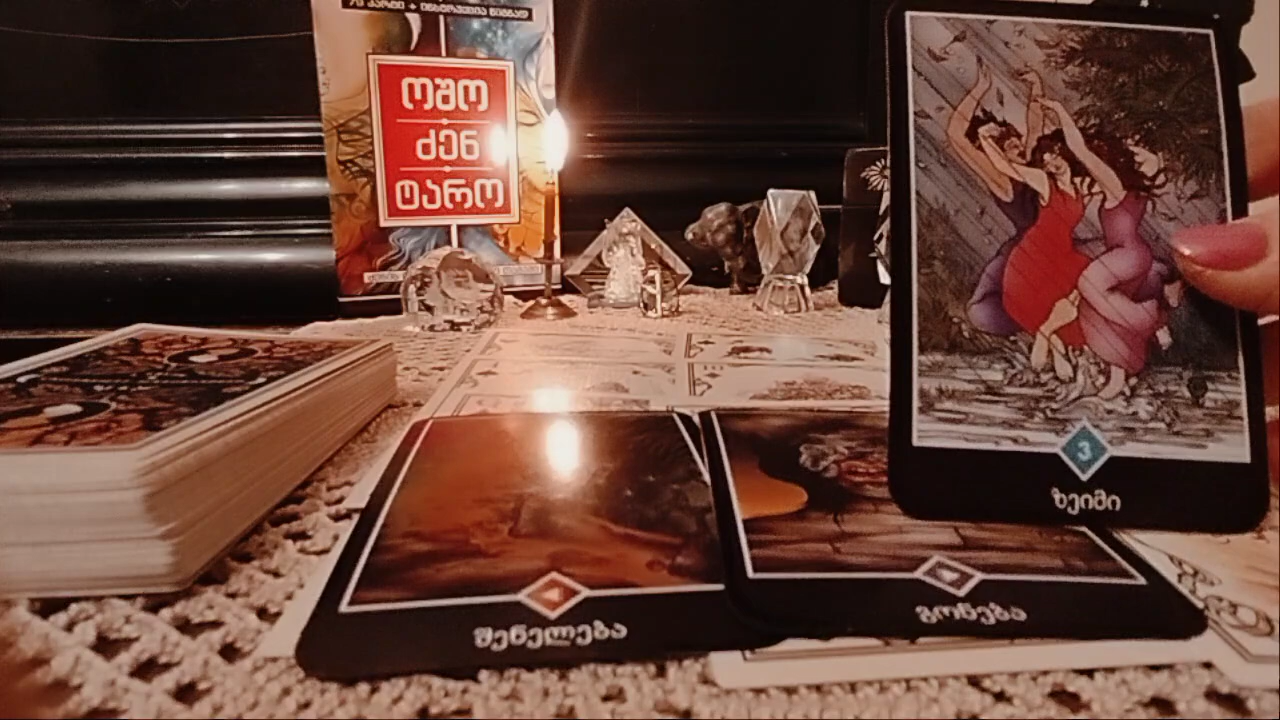 ოშო
ძენ
ტარო
3
ზეიმი
შენელება
გონება